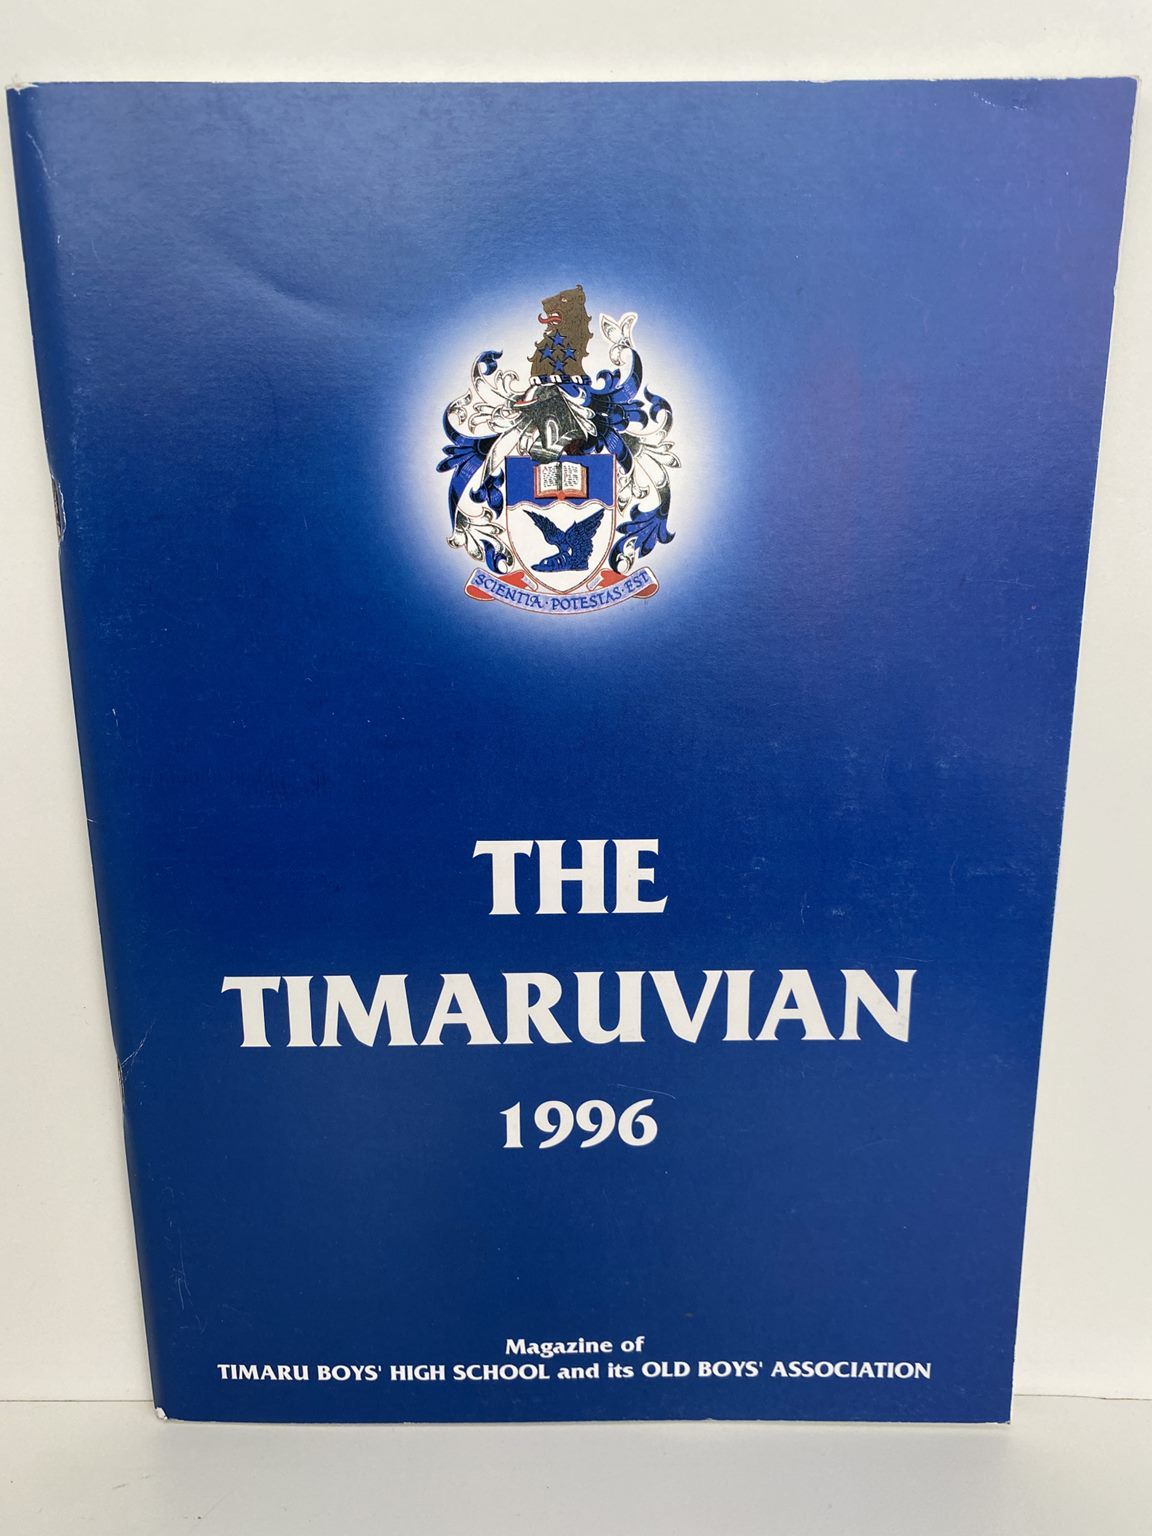 SCIENTIA · POTESTAS · EST
THE
TIMARUVIAN
1996
Magazine of
TIMARU BOYS' HIGH SCHOOL and its OLD BOYS' ASSOCIATION